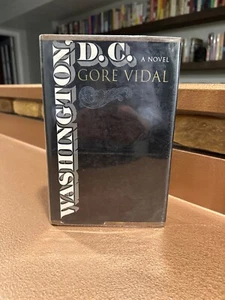 WASHINGTON,
D.C.
A NOVEL
GORE VIDAL